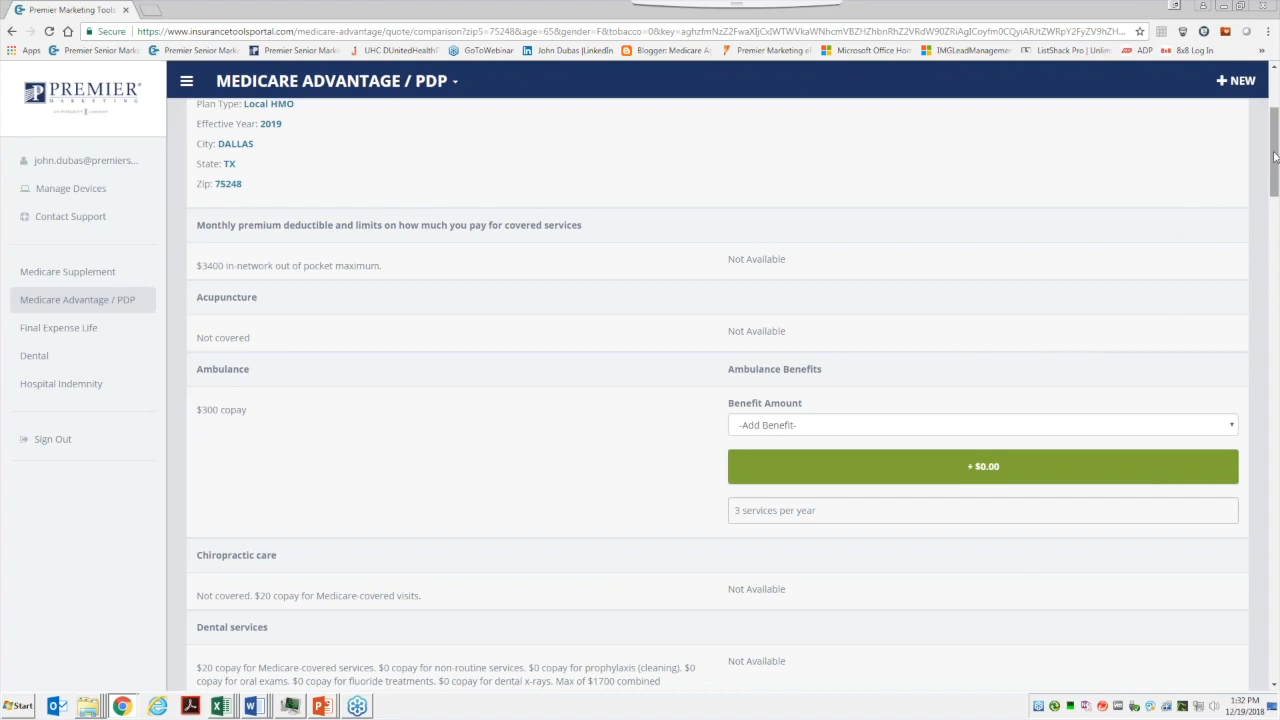 Premier Marketing Tools
Secure
https://www.insurancetoolsportal.com/medicare-advantage/quote/comparison?zip5=75248&age=65&gender=F&tobacco=0&key=
Apps
Premier Senior Mark
Premier Senior Mark
Premier Senior Mark
UHC DUnitedHealth
GoToWebinar
John Dubas |LinkedIn
Blogger: Medicare
Premier Marketing el
Microsoft Office Hom
IMGLeadManagemen
ListShack Pro | Unlim
ADP
8x8 Log In
PREMIER
MARKETING
MEDICARE ADVANTAGE / PDP
+ NEW
john.dubas@premiers...
Manage Devices
Contact Support
Medicare Supplement
Medicare Advantage / PDP
Final Expense Life
Dental
Hospital Indemnity
Sign Out
Plan Type: Local HMO
Effective Year: 2019
City: DALLAS
State: TX
Zip: 75248
Monthly premium deductible and limits on how much you pay for covered services
$3400 in-network out of pocket maximum.
Not Available
Acupuncture
Not covered
Not Available
Ambulance
Ambulance Benefits
$300 copay
Benefit Amount
-Add Benefit-
+ $0.00
3 services per year
Chiropractic care
Not covered. $20 copay for Medicare-covered visits.
Not Available
Dental services
$20 copay for Medicare-covered services. $0 copay for non-routine services. $0 copay for prophylaxis (cleaning). $0
copay for oral exams. $0 copay for fluoride treatments. $0 copay for dental x-rays. Max of $1700 combined
Not Available
Start
1:32 PM
12/19/2018